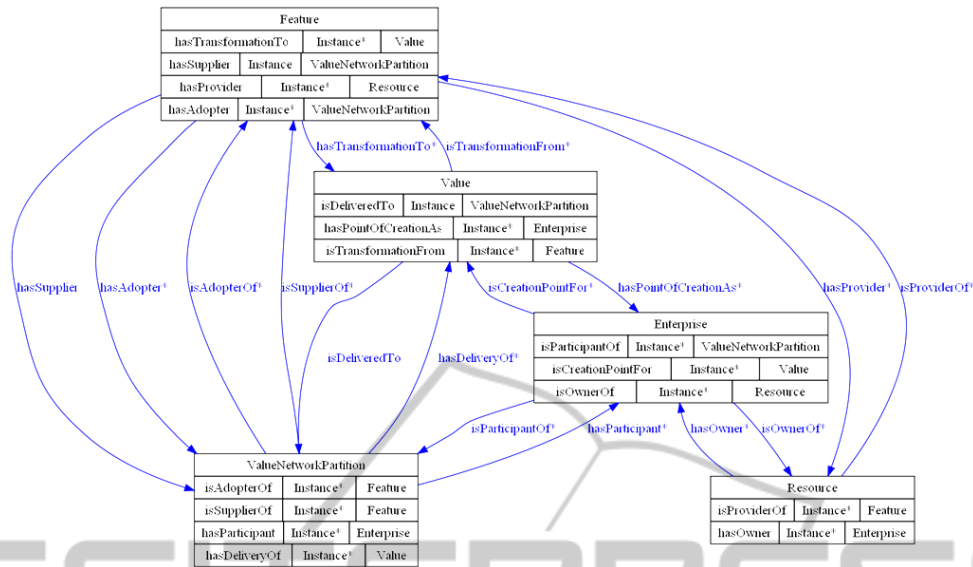 Feature
hasTransformationTo Instance* Value
hasSupplier Instance ValueNetworkPartition
hasProvider Instance* Resource
hasAdopter Instance* ValueNetworkPartition
hasTransformationTo* isTransformationFrom*
Value
isDeliveredTo Instance ValueNetworkPartition
hasPointOfCreationAs Instance* Enterprise
isTransformationFrom Instance* Feature
hasSupplier hasAdopter* isAdopterOf* isSupplierOf* isCreationPointFor* hasPointOfCreationAs* hasProvider* isProviderOf*
Enterprise
isParticipantOf Instance* ValueNetworkPartition
isCreationPointFor Instance* Value
isOwnerOf Instance* Resource
isDeliveredTo hasDeliveryOf*
isParticipantOf* hasParticipant* hasOwner* isOwnerOf*
ValueNetworkPartition
isAdopterOf Instance* Feature
isSupplierOf Instance* Feature
hasParticipant Instance* Enterprise
hasDeliveryOf Instance* Value
Resource
isProviderOf Instance* Feature
hasOwner Instance* Enterprise